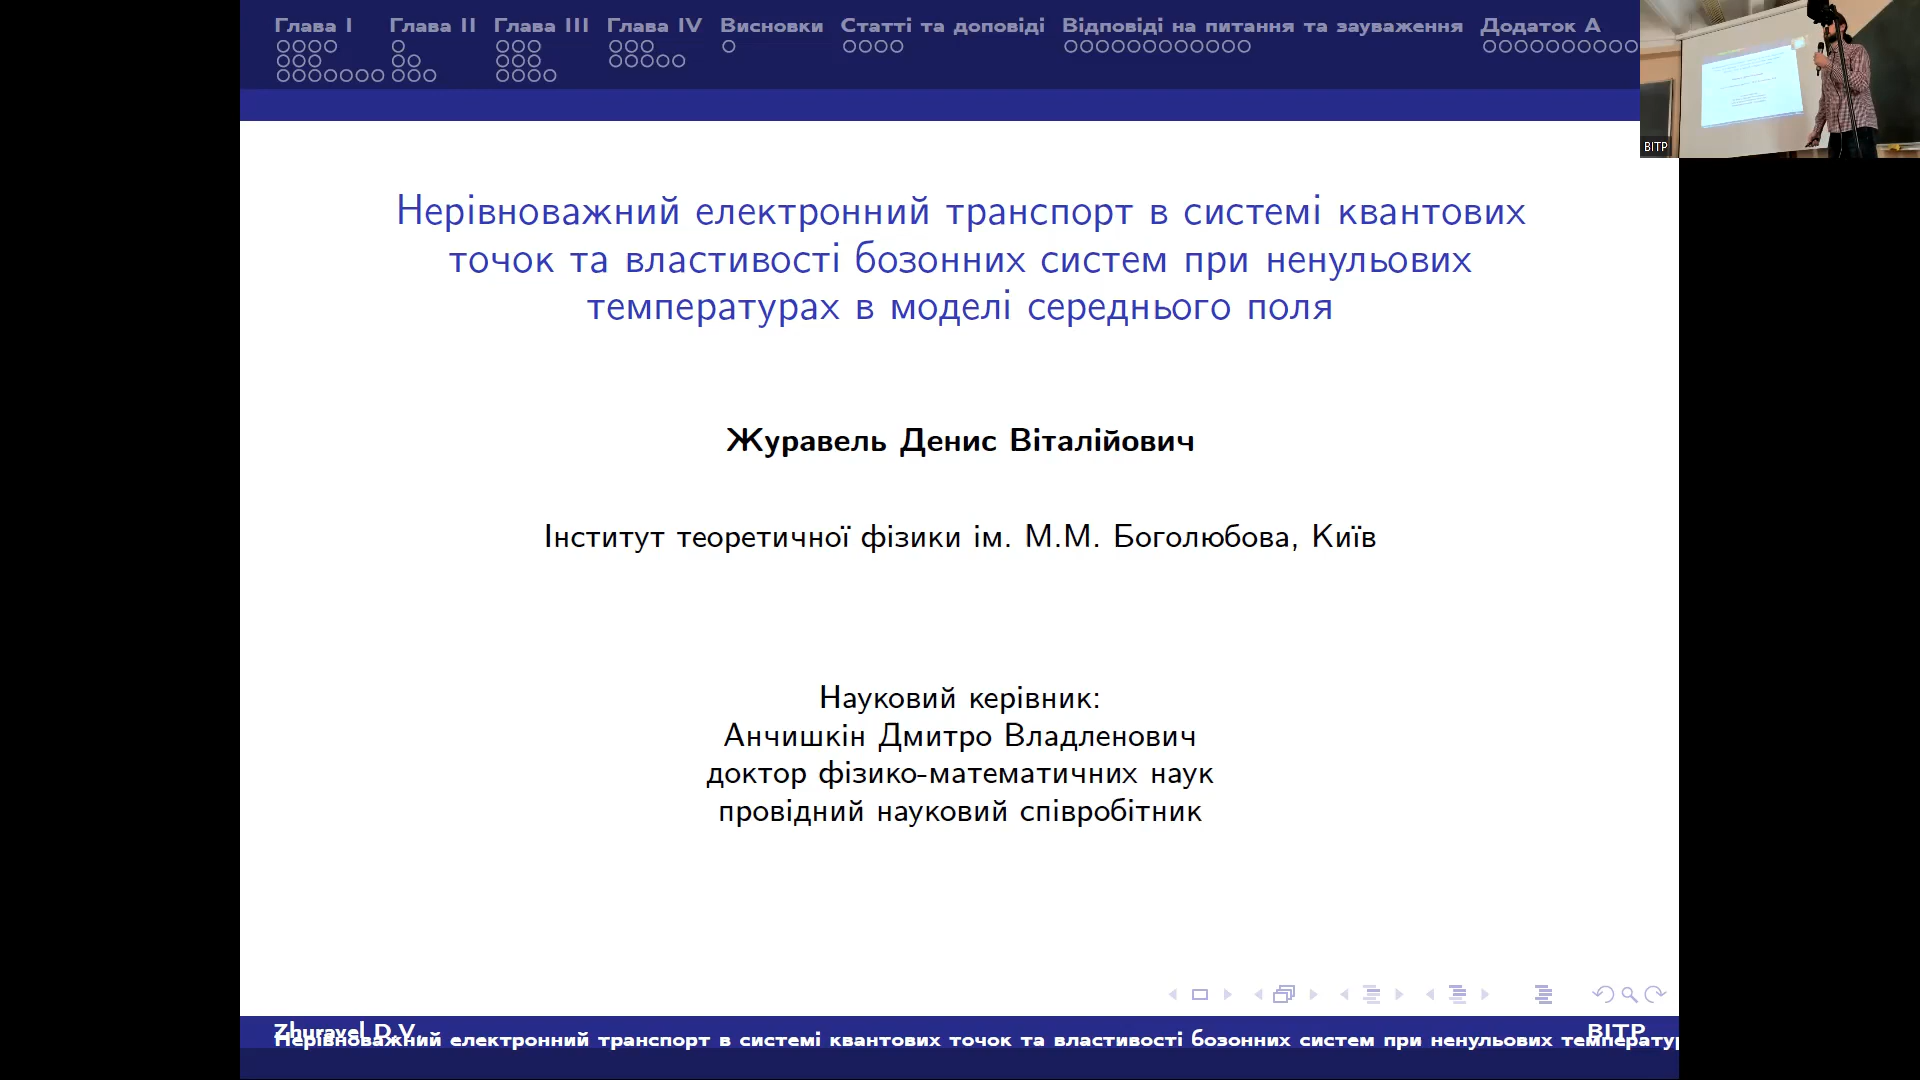 Глава I Глава II Глава III Глава IV Висновки Статті та доповіді Відповіді на питання та зауваження Додаток А
BITP
Нерівноважний електронний транспорт в системі квантових
точок та властивості бозонних систем при ненульових
температурах в моделі середнього поля
Журавель Денис Віталійович
Інститут теоретичної фізики ім. М.М. Боголюбова, Київ
Науковий керівник:
Анчишкін Дмитро Владленович
доктор фізико-математичних наук
провідний науковий співробітник
Zhuravel D.V. BITP
Нерівноважний електронний транспорт в системі квантових точок та властивості бозонних систем при ненульових температур